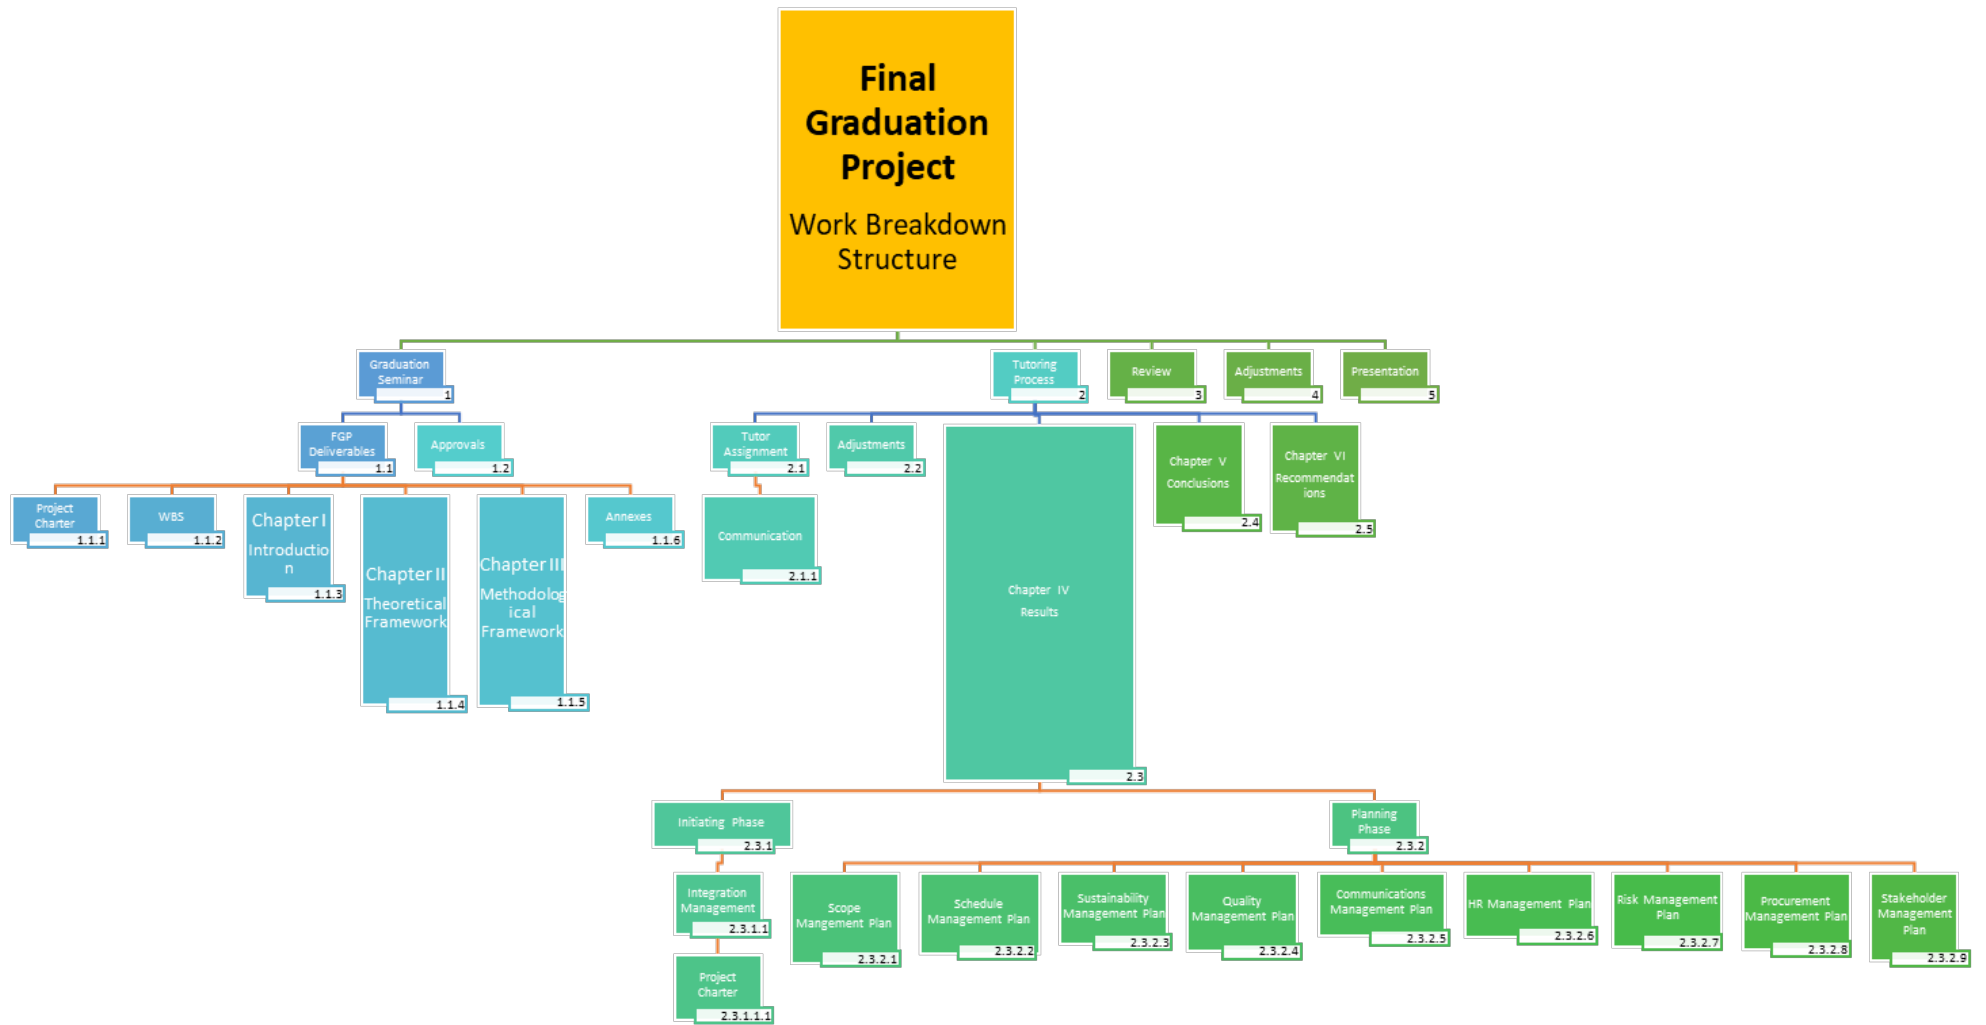 Final
Graduation
Project
Work Breakdown
Structure
Graduation
Seminar
1
Tutoring
Process
2
Review
3
Adjustments
4
Presentation
5
FGP
Deliverables
1.1
Approvals
1.2
Tutor
Assignment
2.1
Adjustments
2.2
Chapter IV
Results
2.3
Chapter V
Conclusions
2.4
Chapter VI
Recommendat
ions
2.5
Project
Charter
1.1.1
WBS
1.1.2
Chapter I
Introductio
n
1.1.3
Chapter II
Theoretical
Framework
1.1.4
Chapter III
Methodolog
ical
Framework
1.1.5
Annexes
1.1.6
Communication
2.1.1
Initiating Phase
2.3.1
Planning
Phase
2.3.2
Integration
Management
2.3.1.1
Project
Charter
2.3.1.1.1
Scope
Mangement Plan
2.3.2.1
Schedule
Management Plan
2.3.2.2
Sustainability
Management Plan
2.3.2.3
Quality
Management Plan
2.3.2.4
Communications
Management Plan
2.3.2.5
HR Management Plan
2.3.2.6
Risk Management
Plan
2.3.2.7
Procurement
Management Plan
2.3.2.8
Stakeholder
Management
Plan
2.3.2.9